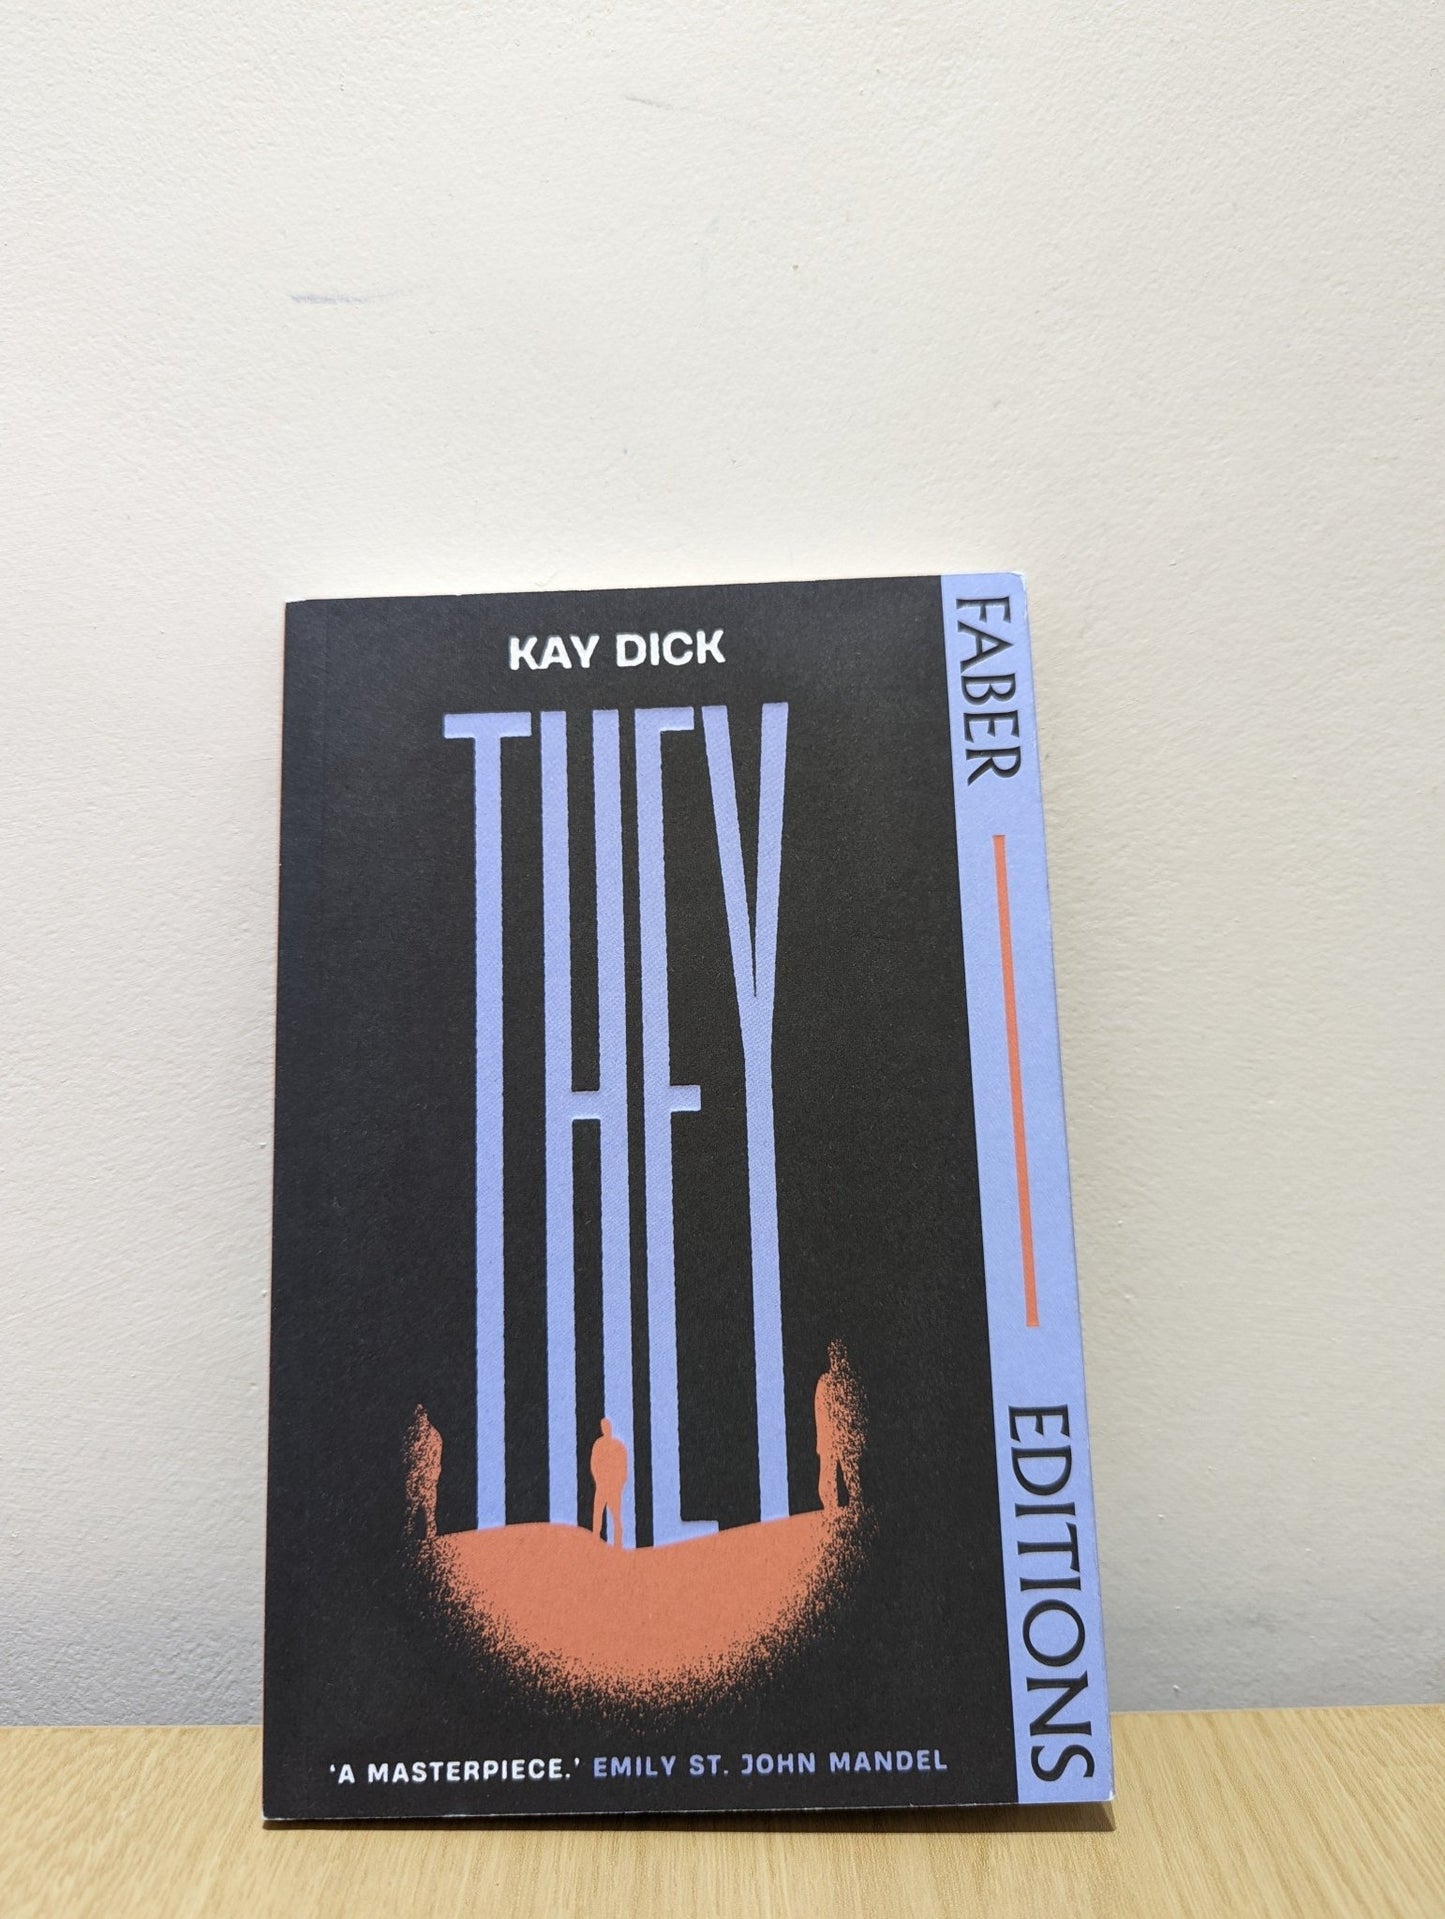 KAY DICK
THEY
'A MASTERPIECE.' EMILY ST. JOHN MANDEL
FABER EDITIONS